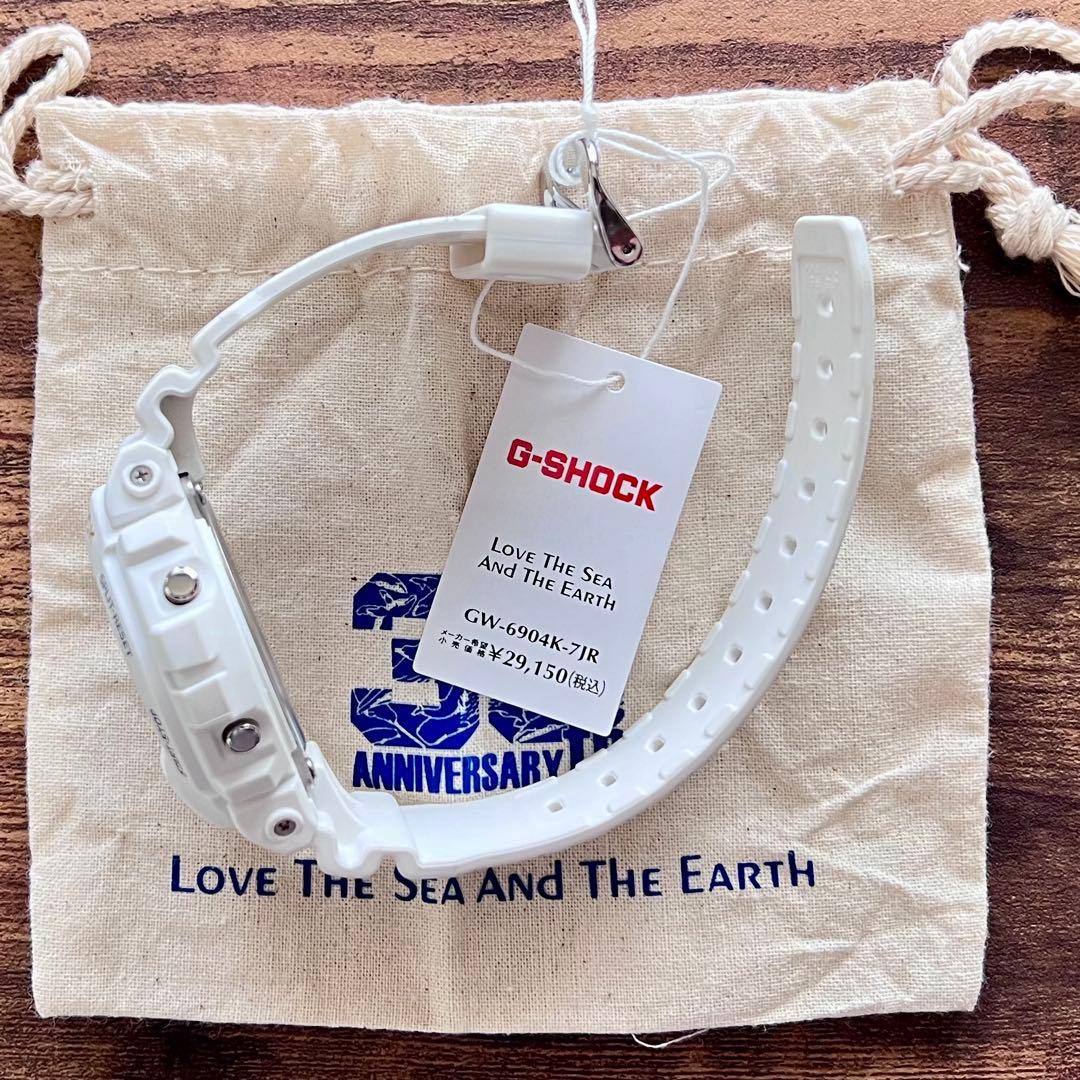 G-SHOCK
LOVE THE SEA
AND THE EARTH
GW-6904K-7JR
メーカー希望
小売価格 ¥29,150(税込)
ANNIVERSARY
LOVE THE SEA AND THE EARTH